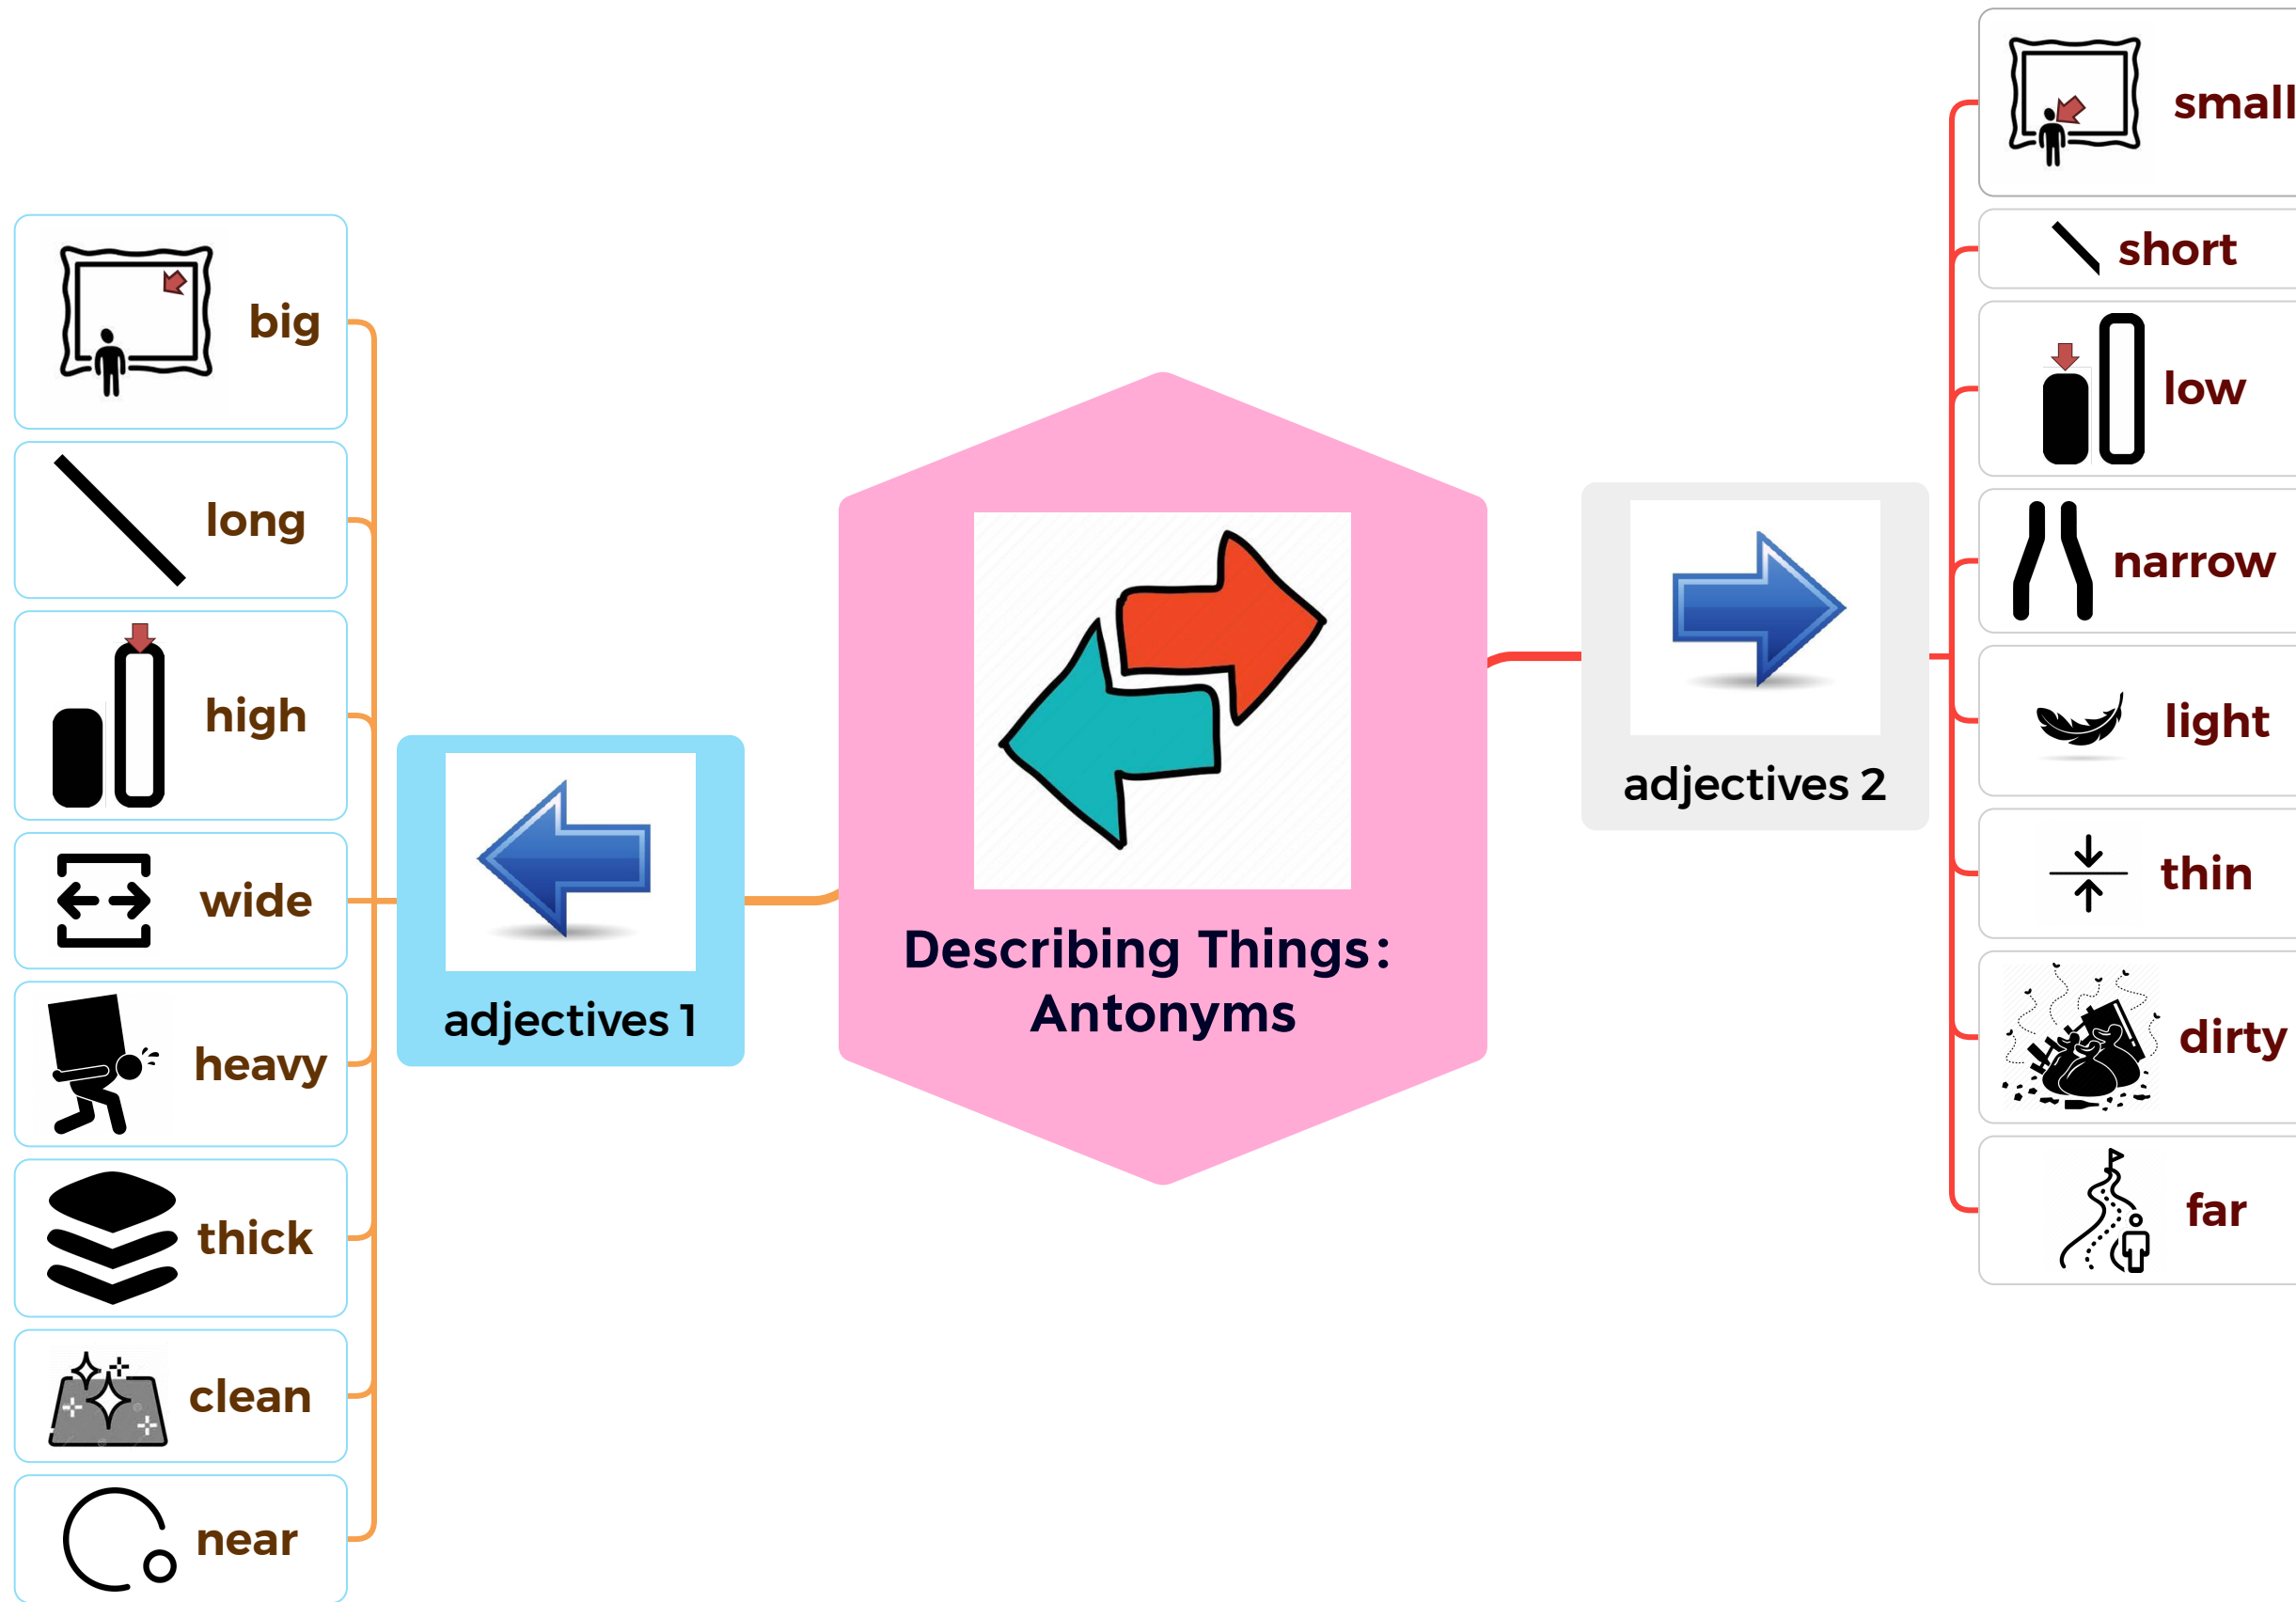 big
long
high
wide
heavy
thick
clean
near
adjectives 1
Describing Things:
Antonyms
adjectives 2
small
short
low
narrow
light
thin
dirty
far